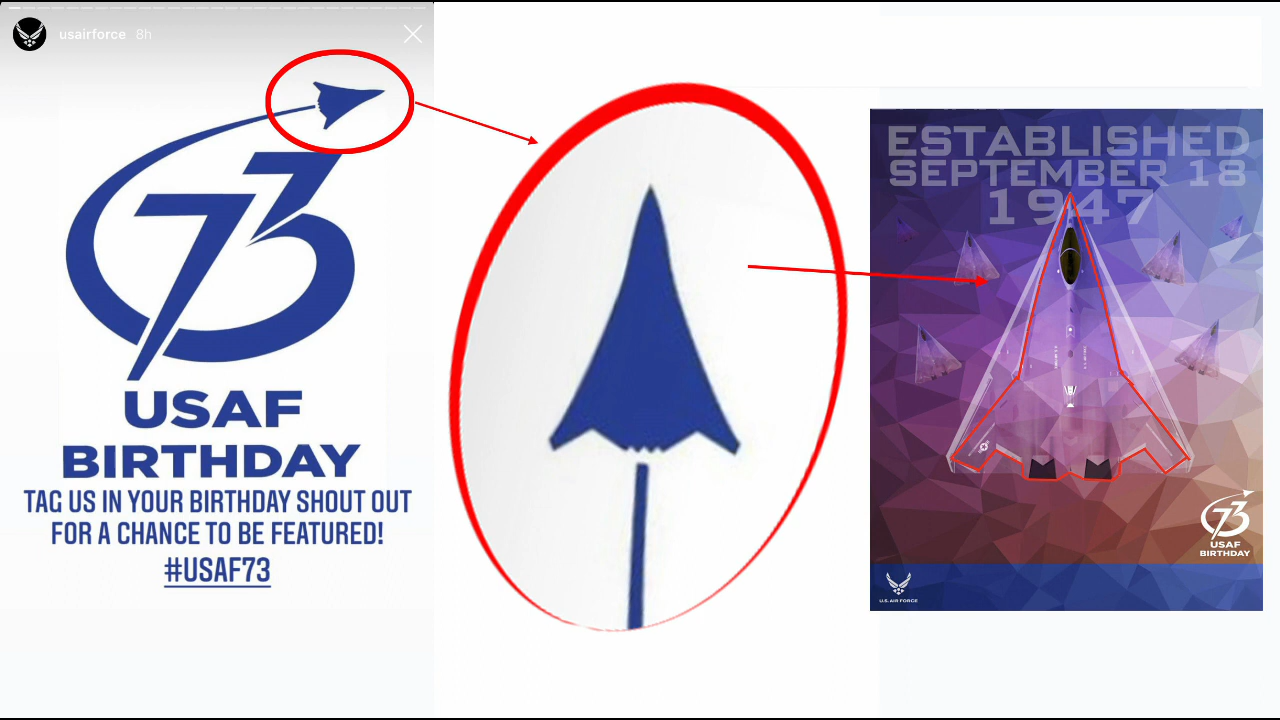 usairforce 8h
73
USAF
BIRTHDAY
TAG US IN YOUR BIRTHDAY SHOUT OUT
FOR A CHANCE TO BE FEATURED!
#USAF73
ESTABLISHED
SEPTEMBER 18
1947
73
USAF
BIRTHDAY
U.S. AIR FORCE